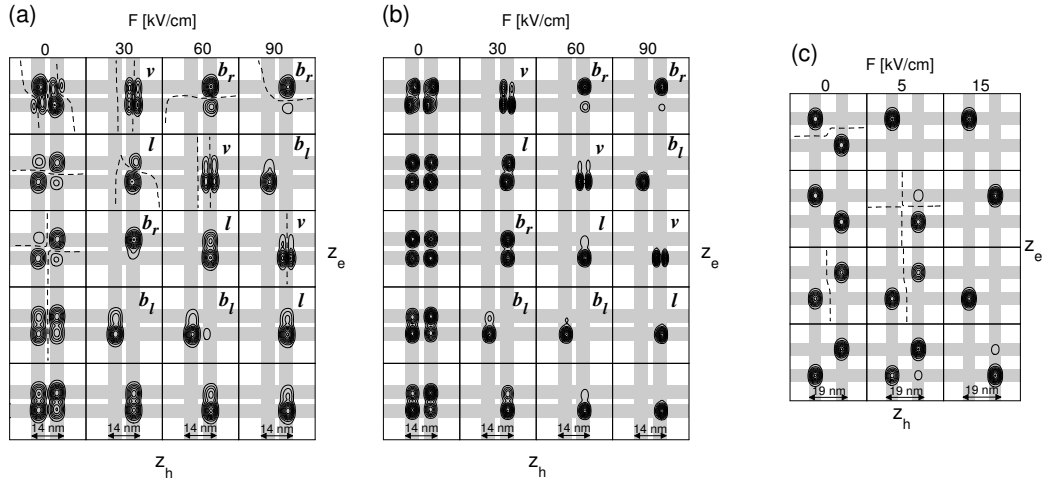 (a)
F [kV/cm]
0 30 60 90
v b_r b_r
l v b_l
b_r l v
b_l b_l l
14 nm 14 nm 14 nm 14 nm
z_h
z_e
(b)
F [kV/cm]
0 30 60 90
v b_r b_r
l v b_l
b_r l v
b_l b_l l
14 nm 14 nm 14 nm 14 nm
z_h
z_e
(c)
F [kV/cm]
0 5 15
19 nm 19 nm 19 nm
z_h
z_e